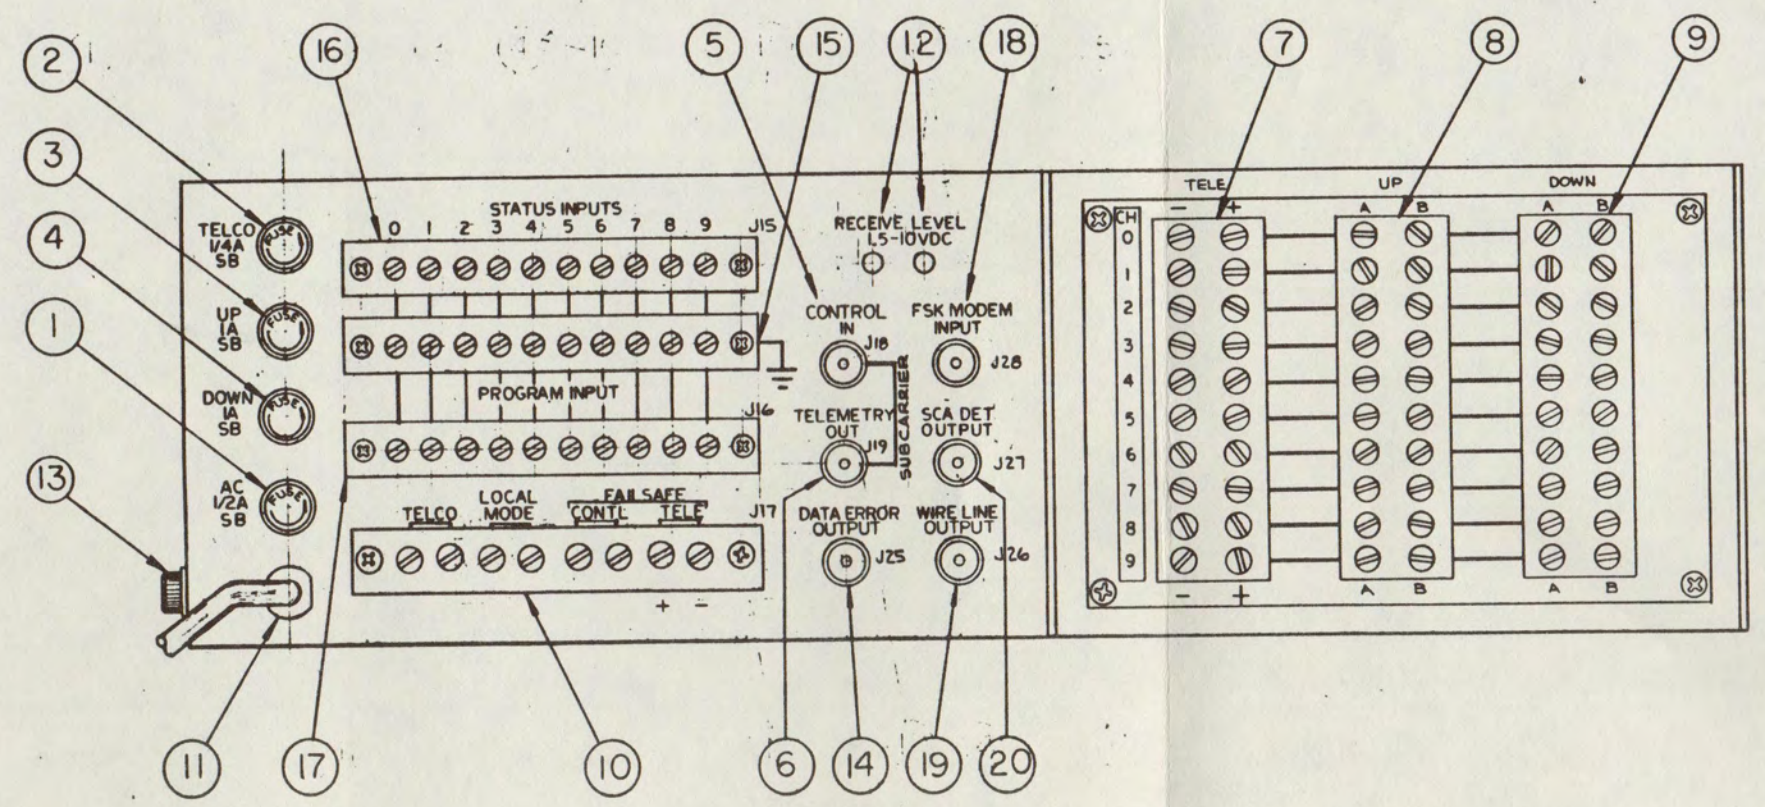 2
16
5
15
12
18
7
8
9
3
4
1
13
TELCO
1/4A
SB
FUSE
UP
1A
SB
FUSE
DOWN
1A
SB
FUSE
AC
1/2A
SB
FUSE
STATUS INPUTS
0 1 2 3 4 5 6 7 8 9 J15
PROGRAM INPUT
J16
TELCO
LOCAL
MODE
FAILSAFE
CONTL TELE
J17
+ -
RECEIVE LEVEL
1.5-10VDC
CONTROL
IN
J18
FSK MODEM
INPUT
J28
SUBCARRIER
TELEMETRY
OUT
J19
SCA DET
OUTPUT
J27
DATA ERROR
OUTPUT
J25
WIRE LINE
OUTPUT
J26
TELE UP DOWN
CH - + A B A B
0
1
2
3
4
5
6
7
8
9
- + A B A B
11
17
10
6
14
19
20